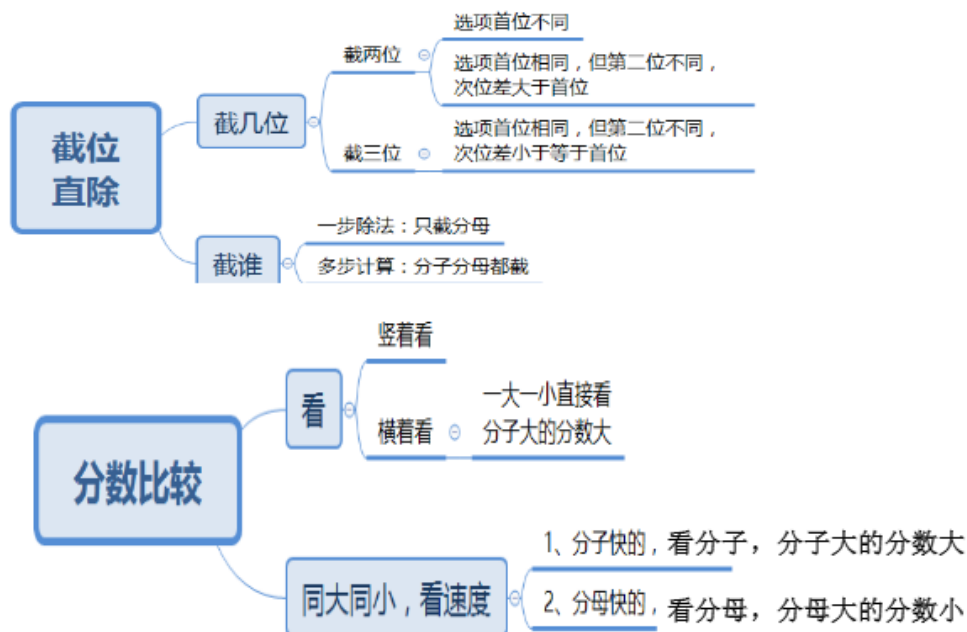 截位
直除
截几位
截两位
选项首位不同
选项首位相同，但第二位不同，
次位差大于首位
截三位
选项首位相同，但第二位不同，
次位差小于等于首位
截谁
一步除法：只截分母
多步计算：分子分母都截
分数比较
看
竖着看
横着看
一大一小直接看
分子大的分数大
同大同小，看速度
1、分子快的，看分子，分子大的分数大
2、分母快的，看分母，分母大的分数小